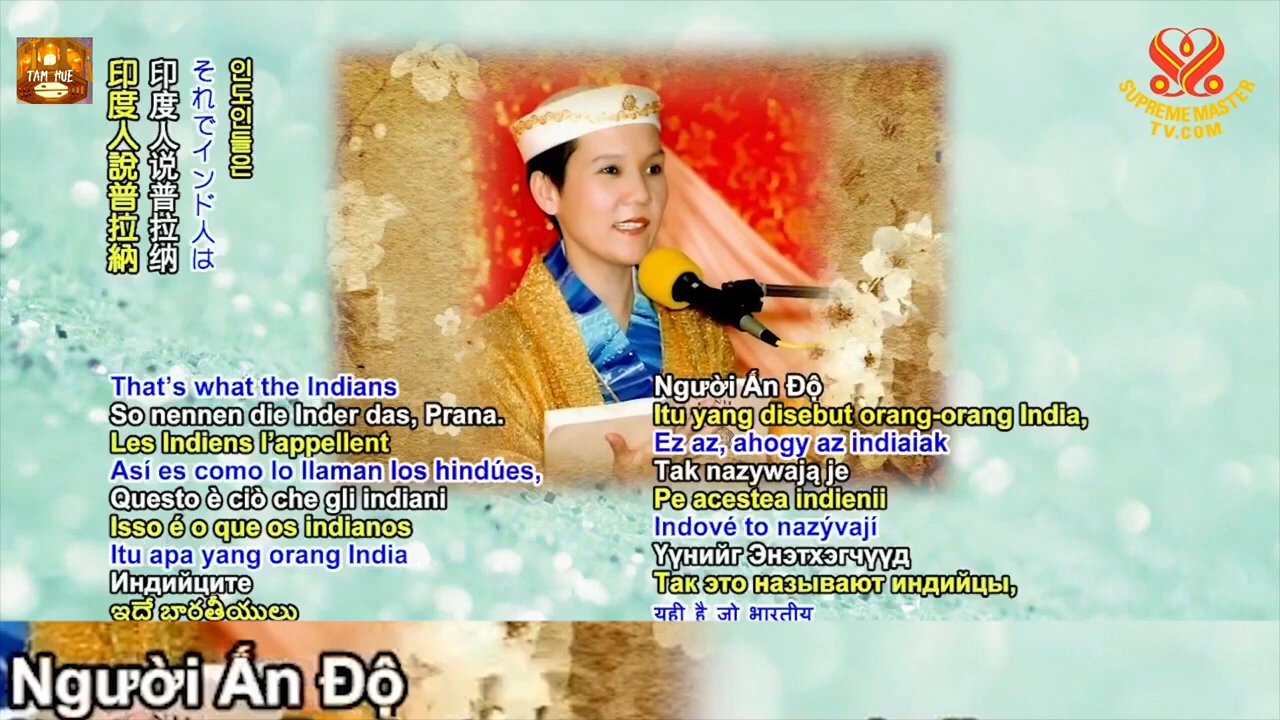 TAM HUE
印度人說普拉納
印度人说普拉纳
それでインド人は
인도인들은
SUPREME MASTER
TV.COM
That's what the Indians
So nennen die Inder das, Prana.
Les Indiens l'appellent
Así es como lo llaman los hindúes,
Questo è ciò che gli indiani
Isso é o que os indianos
Itu apa yang orang India
Индийците
ఇదే భారతీయులు
Người Ấn Độ
Itu yang disebut orang-orang India,
Ez az, ahogy az indiaiak
Tak nazywają je
Pe acestea indienii
Indové to nazývají
Үүнийг Энэтхэгчүүд
Так это называют индийцы,
यही है जो भारतीय
Người Ấn Độ